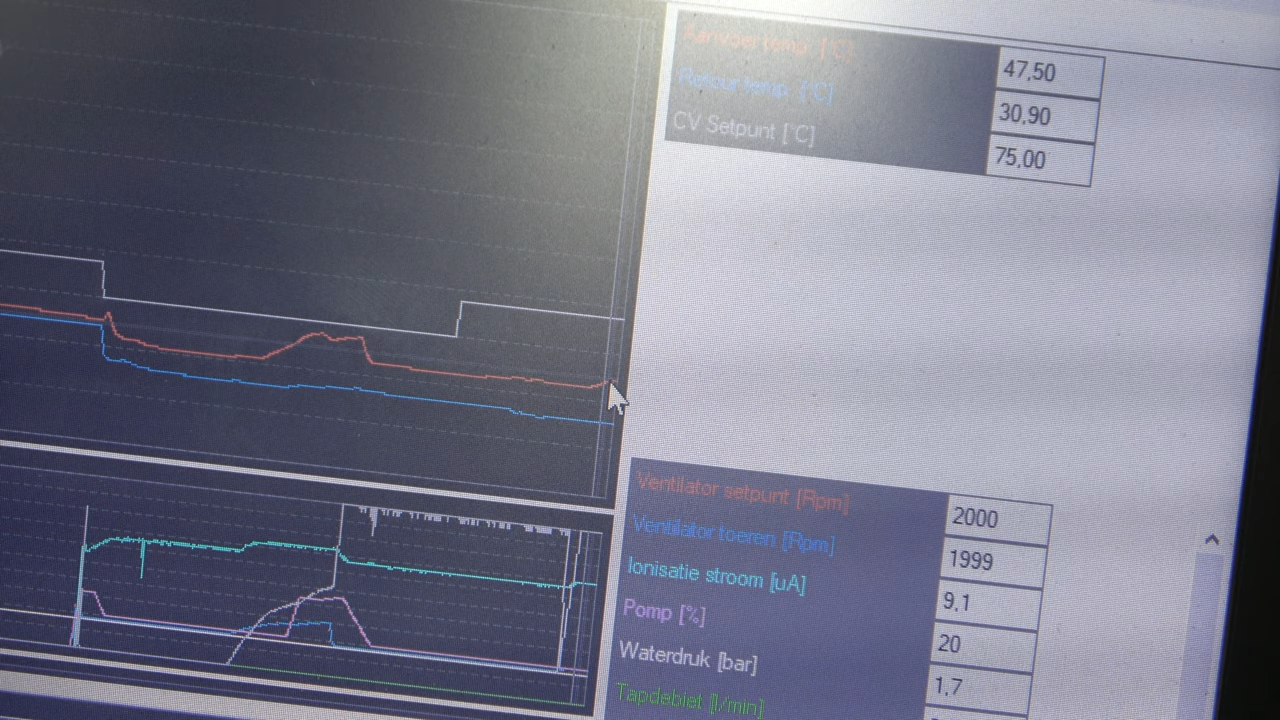 Aanvoer temp. [°C] 47,50
Retour temp. [°C] 30,90
CV Setpunt [°C] 75,00
Ventilator setpunt [Rpm] 2000
Ventilator toeren [Rpm] 1999
Ionisatie stroom [uA] 9,1
Pomp [%] 20
Waterdruk [bar] 1,7
Tapdebiet [l/min]